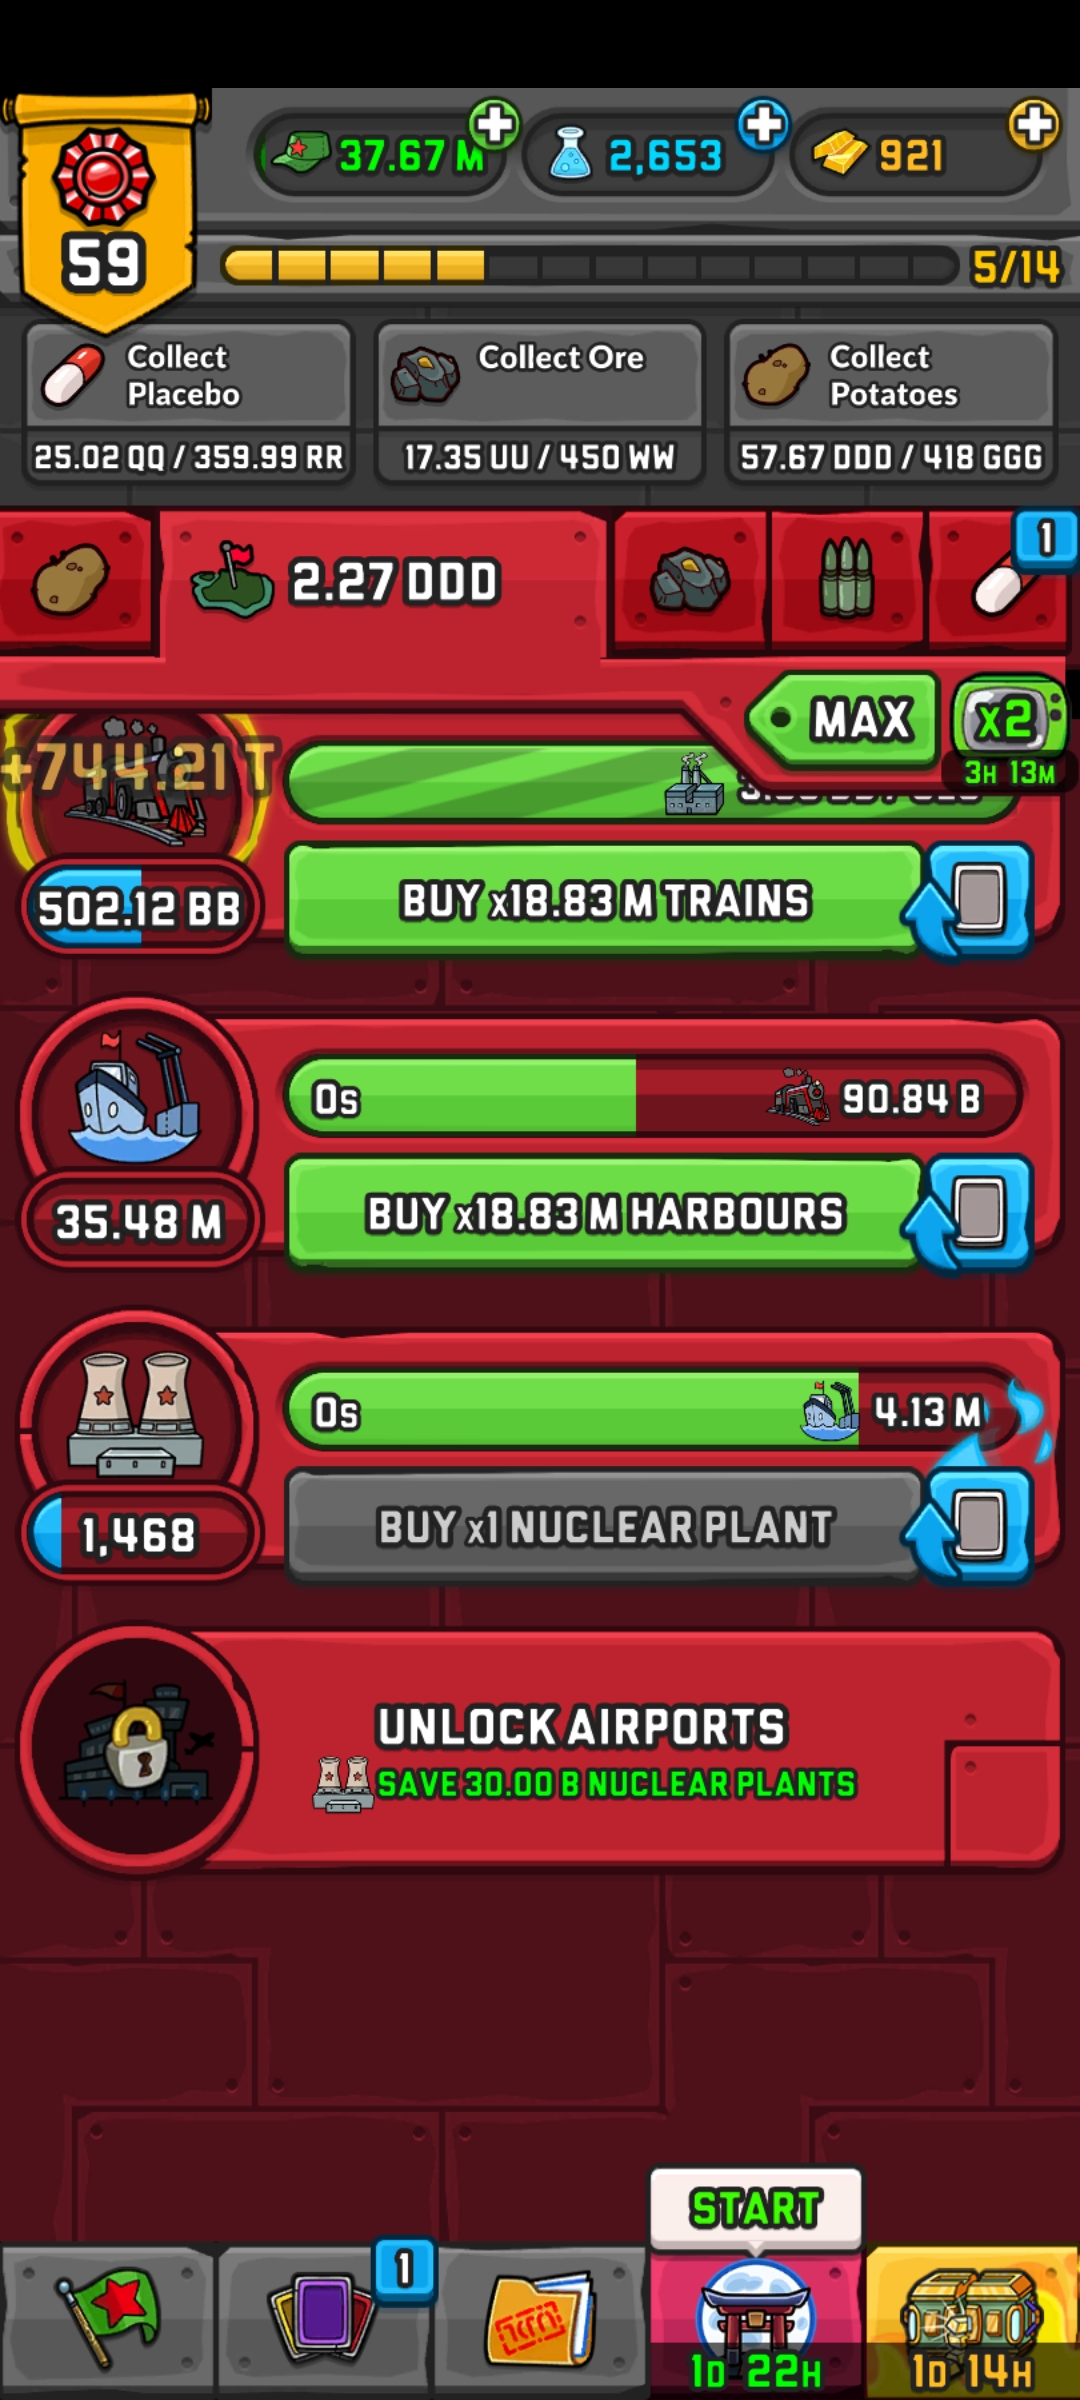 37.67 M
2,653
921
59
5/14
Collect
Placebo
25.02 QQ / 359.99 RR
Collect Ore
17.35 UU / 450 WW
Collect
Potatoes
57.67 DDD / 418 GGG
2.27 DDD
1
MAX
x2
3H 13M
+744.21 T
502.12 BB
BUY x18.83 M TRAINS
0s
90.84 B
35.48 M
BUY x18.83 M HARBOURS
0s
4.13 M
1,468
BUY x1 NUCLEAR PLANT
UNLOCK AIRPORTS
SAVE 30.00 B NUCLEAR PLANTS
START
1
1D 22H
1D 14H